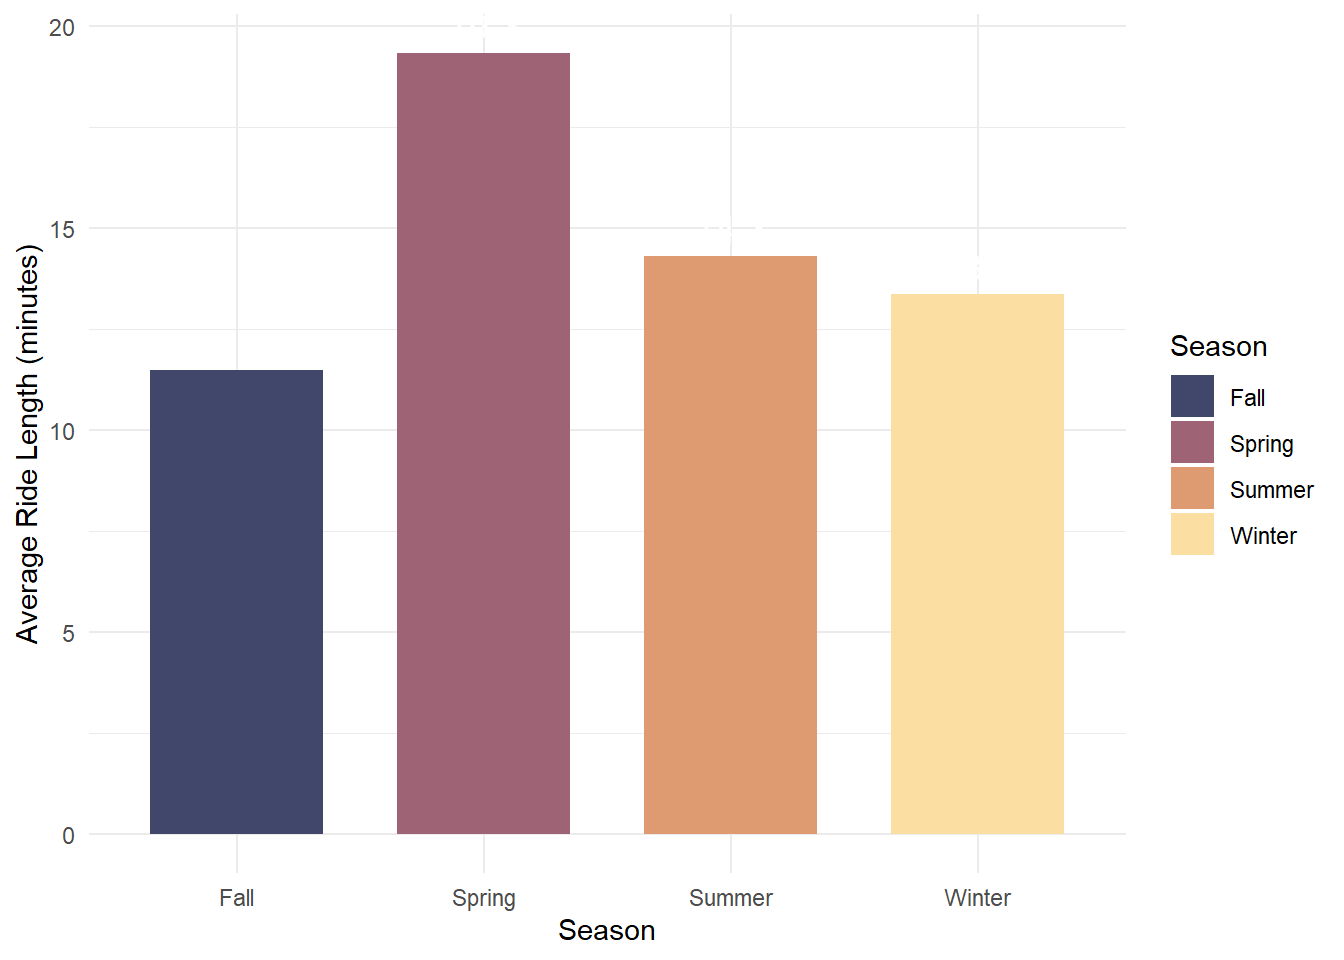 20
15
10
5
0
Average Ride Length (minutes)
Fall
Spring
Summer
Winter
Season
Season
Fall
Spring
Summer
Winter